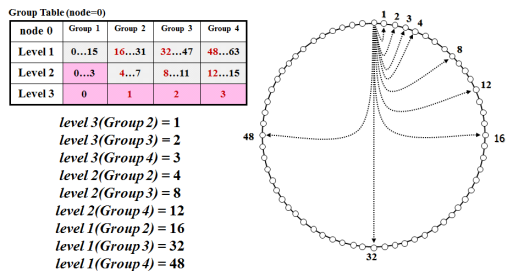 Group Table (node=0)
node 0 Group 1 Group 2 Group 3 Group 4
Level 1 0…15 16…31 32…47 48…63
Level 2 0…3 4…7 8…11 12…15
Level 3 0 1 2 3
level 3(Group 2) = 1
level 3(Group 3) = 2
level 3(Group 4) = 3
level 2(Group 2) = 4
level 2(Group 3) = 8
level 2(Group 4) = 12
level 1(Group 2) = 16
level 1(Group 3) = 32
level 1(Group 4) = 48
1
2
3
4
8
12
16
32
48